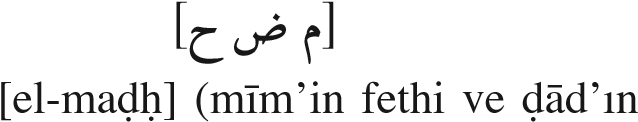 [م ض ح]
[el-maḍḥ] (mīm’in fethi ve ḍād’ın